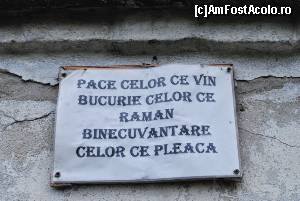 (c)AmFostAcolo.ro
PACE CELOR CE VIN
BUCURIE CELOR CE
RAMAN
BINECUVANTARE
CELOR CE PLEACA